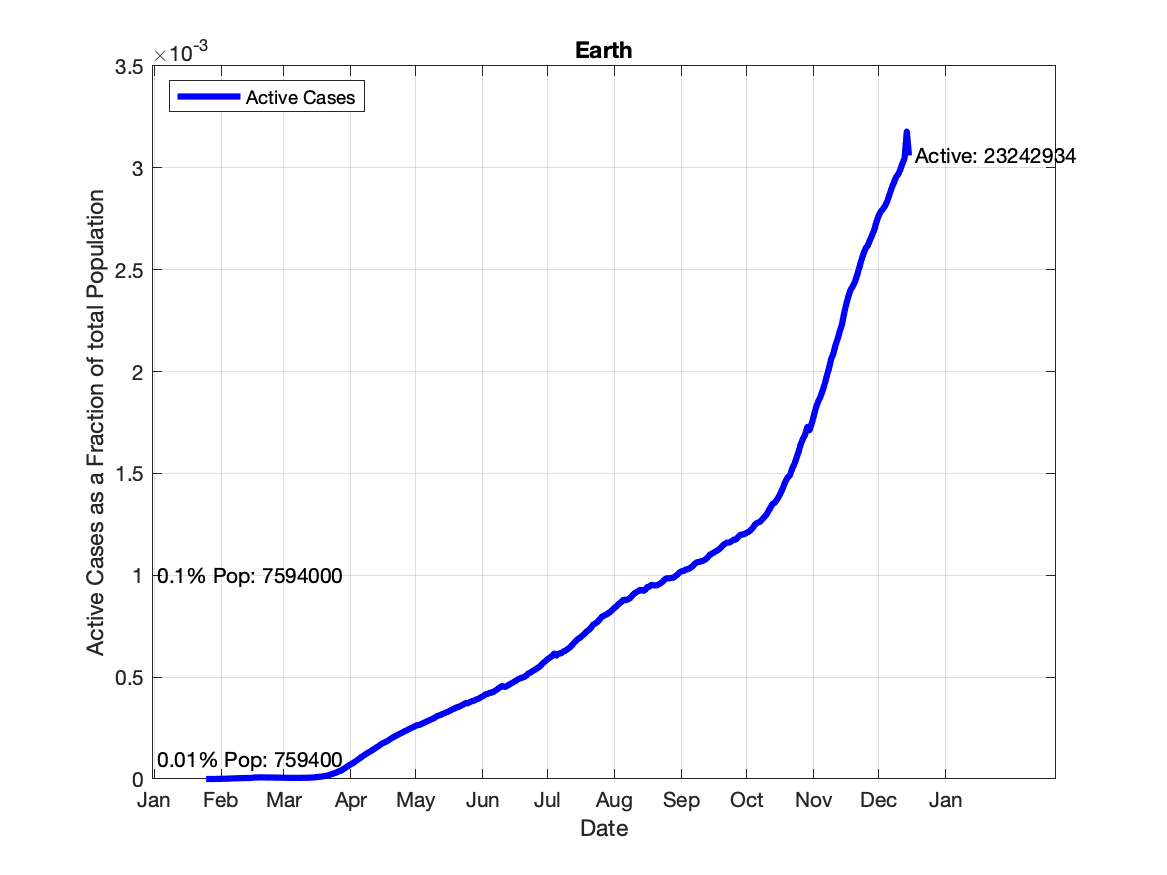 Earth
×10-3
3.5
3
2.5
2
1.5
1
0.5
0
Active Cases
Active: 23242934
0.1% Pop: 7594000
0.01% Pop: 759400
Active Cases as a Fraction of total Population
Jan Feb Mar Apr May Jun Jul Aug Sep Oct Nov Dec Jan
Date